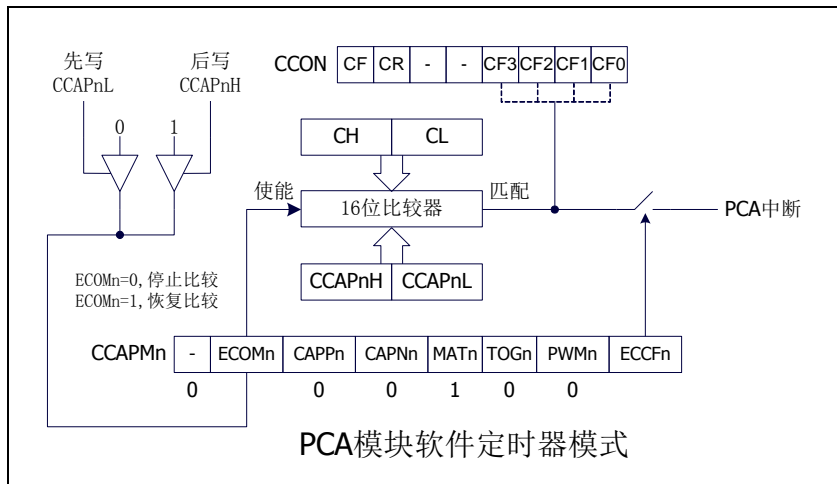 先写
CCAPnL
后写
CCAPnH
CCON CF CR - - CF3 CF2 CF1 CF0
0 1
CH CL
使能
16位比较器
匹配
PCA中断
CCAPnH CCAPnL
ECOMn=0,停止比较
ECOMn=1,恢复比较
CCAPMn - ECOMn CAPPn CAPNn MATn TOGn PWMn ECCFn
0 0 0 1 0 0
PCA模块软件定时器模式